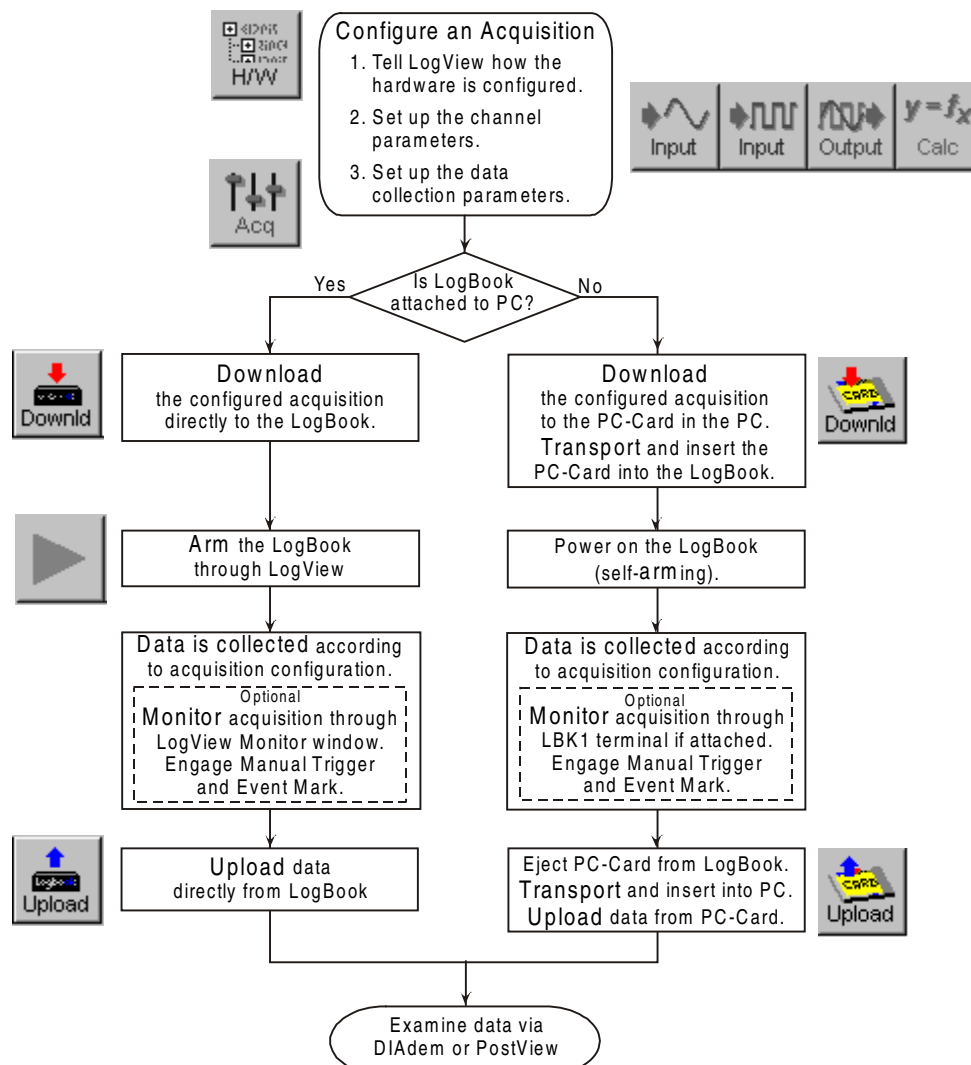 H/W
Configure an Acquisition
1. Tell LogView how the
hardware is configured.
2. Set up the channel
parameters.
3. Set up the data
collection parameters.
Acq
Input
Input
Output
y=fx
Calc
Is LogBook
attached to PC?
Yes
No
Downld
Download
the configured acquisition
directly to the LogBook.
Download
the configured acquisition
to the PC-Card in the PC.
Transport and insert the
PC-Card into the LogBook.
CARD
Downld
Arm the LogBook
through LogView
Power on the LogBook
(self-arming).
Data is collected according
to acquisition configuration.
Optional
Monitor acquisition through
LogView Monitor window.
Engage Manual Trigger
and Event Mark.
Data is collected according
to acquisition configuration.
Optional
Monitor acquisition through
LBK1 terminal if attached.
Engage Manual Trigger
and Event Mark.
Upload
Upload data
directly from LogBook
Eject PC-Card from LogBook.
Transport and insert into PC.
Upload data from PC-Card.
CARD
Upload
Examine data via
DIAdem or PostView